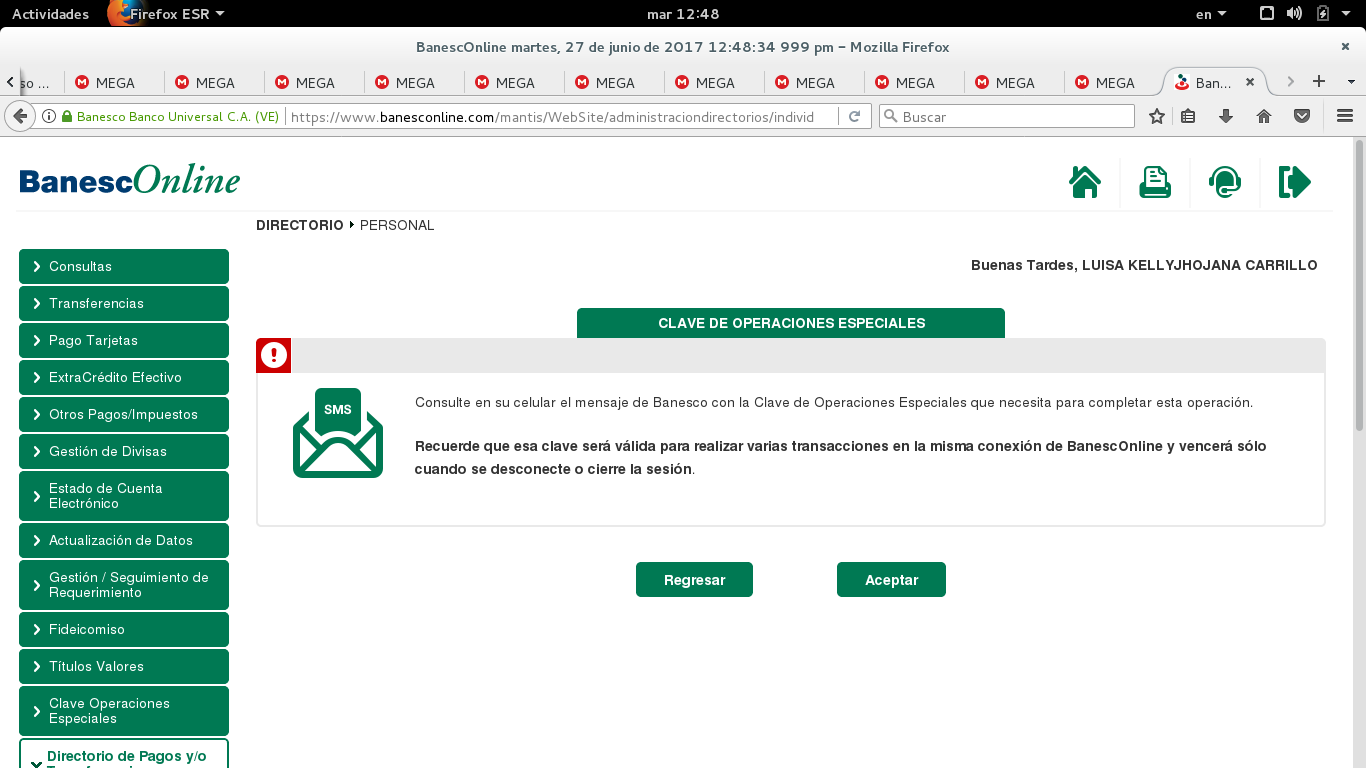 Actividades Firefox ESR mar 12:48 en
BanescOnline martes, 27 de junio de 2017 12:48:34 999 pm – Mozilla Firefox
so ... MEGA MEGA MEGA MEGA MEGA MEGA MEGA MEGA MEGA MEGA MEGA Ban...
Banesco Banco Universal C.A. (VE) https://www.banesconline.com/mantis/WebSite/administraciondirectorios/individ Buscar
BanescOnline
DIRECTORIO PERSONAL
Buenas Tardes, LUISA KELLYJHOJANA CARRILLO
Consultas
Transferencias
Pago Tarjetas
ExtraCrédito Efectivo
Otros Pagos/Impuestos
Gestión de Divisas
Estado de Cuenta
Electrónico
Actualización de Datos
Gestión / Seguimiento de
Requerimiento
Fideicomiso
Títulos Valores
Clave Operaciones
Especiales
Directorio de Pagos y/o
CLAVE DE OPERACIONES ESPECIALES
SMS
Consulte en su celular el mensaje de Banesco con la Clave de Operaciones Especiales que necesita para completar esta operación.
Recuerde que esa clave será válida para realizar varias transacciones en la misma conexión de BanescOnline y vencerá sólo
cuando se desconecte o cierre la sesión.
Regresar Aceptar